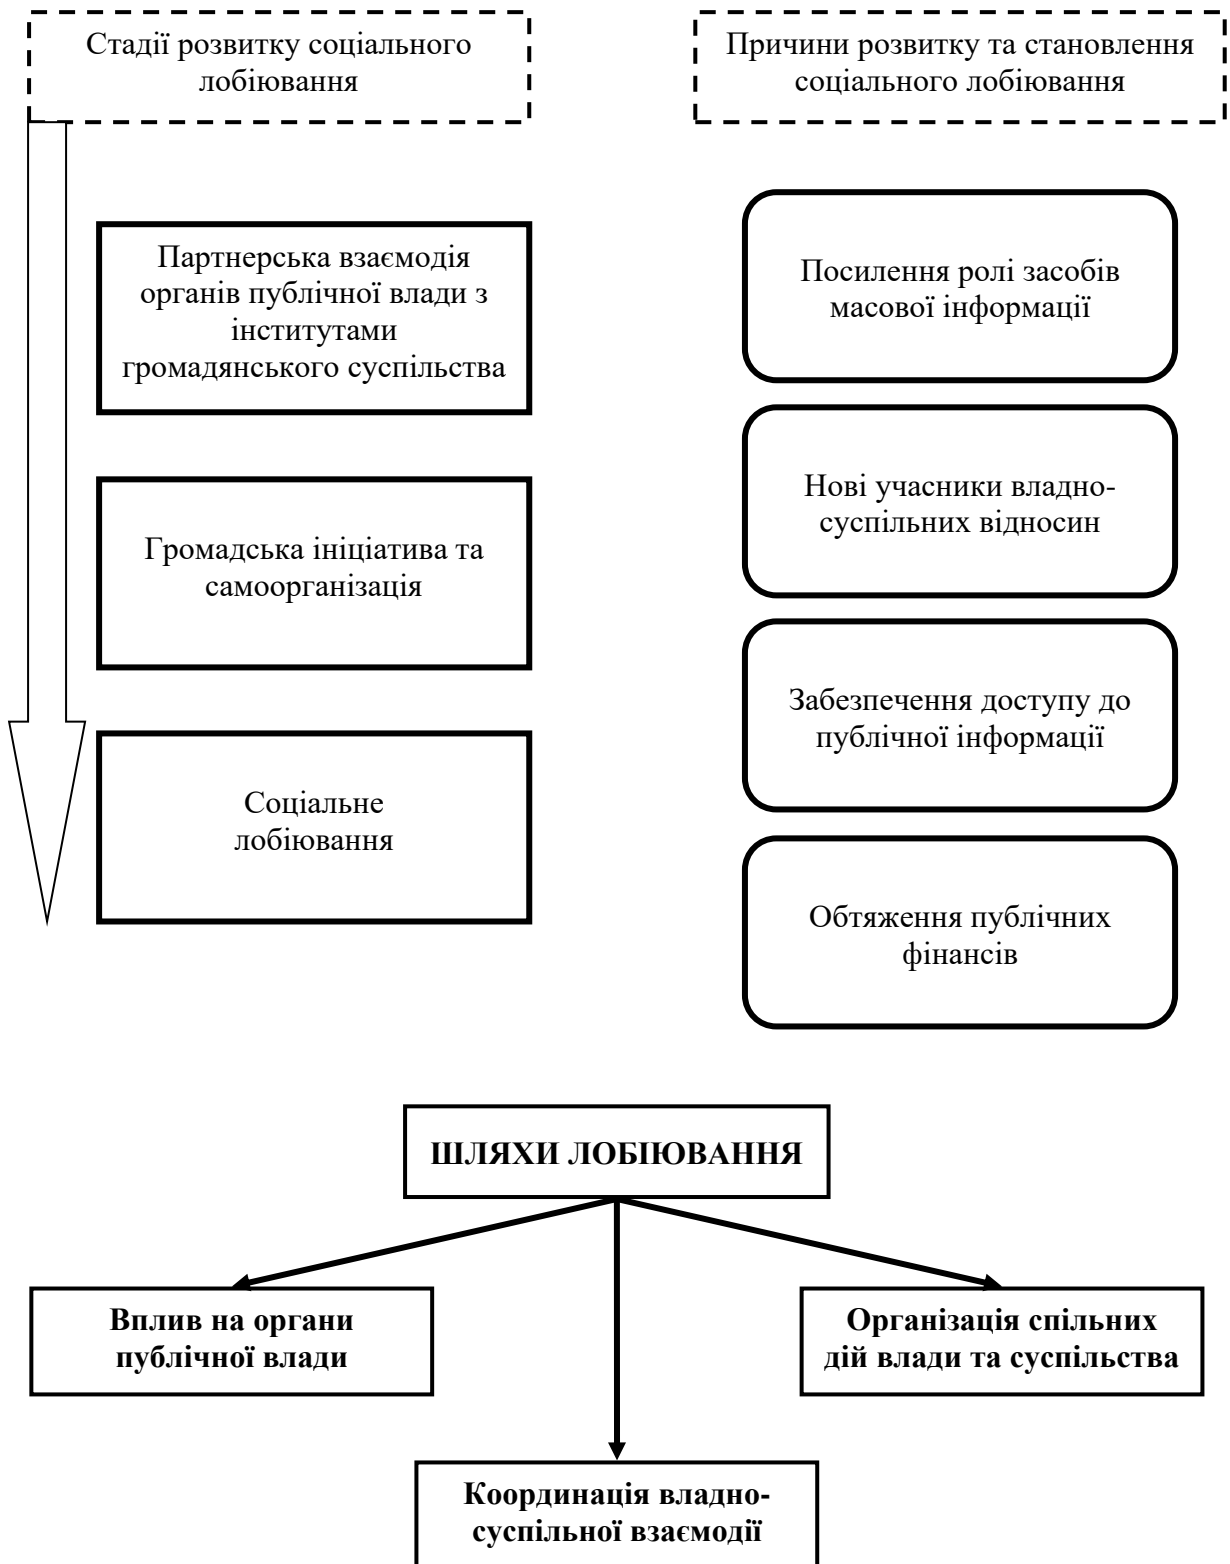 Стадії розвитку соціального
лобіювання
Причини розвитку та становлення
соціального лобіювання
Партнерська взаємодія
органів публічної влади з
інститутами
громадянського суспільства
Громадська ініціатива та
самоорганізація
Соціальне
лобіювання
Посилення ролі засобів
масової інформації
Нові учасники владно-
суспільних відносин
Забезпечення доступу до
публічної інформації
Обтяження публічних
фінансів
ШЛЯХИ ЛОБІЮВАННЯ
Вплив на органи
публічної влади
Організація спільних
дій влади та суспільства
Координація владно-
суспільної взаємодії